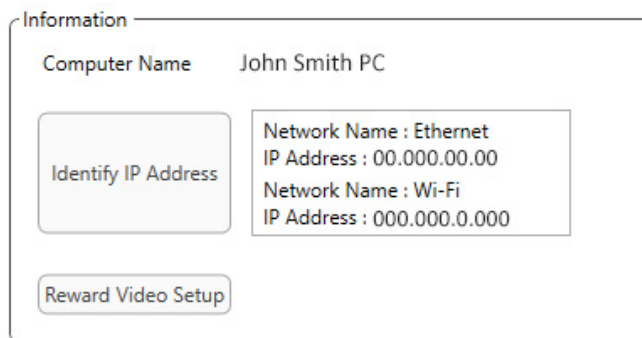 Information
Computer Name John Smith PC
Identify IP Address
Network Name : Ethernet
IP Address : 00.000.00.00
Network Name : Wi-Fi
IP Address : 000.000.0.000
Reward Video Setup